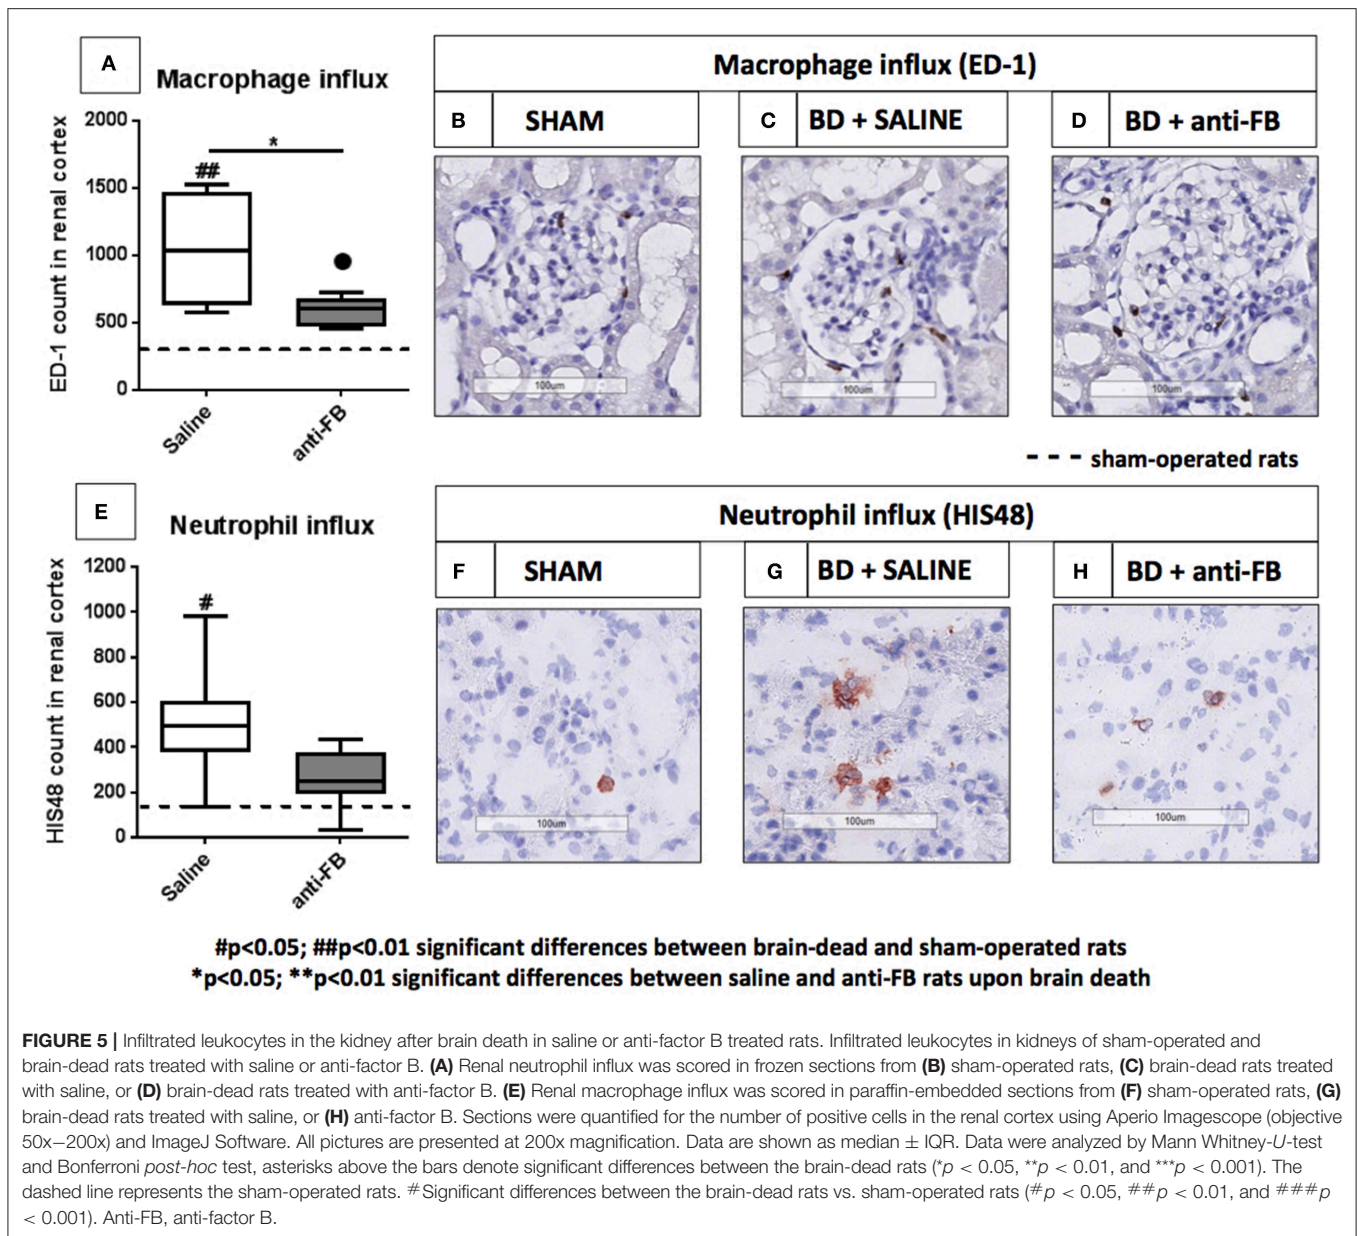 A
Macrophage influx
ED-1 count in renal cortex
2000
1500
1000
500
0
##
*
Saline
anti-FB
Macrophage influx (ED-1)
B SHAM
C BD + SALINE
D BD + anti-FB
100um
100um
100um
- - - sham-operated rats
E
Neutrophil influx
HIS48 count in renal cortex
1200
1000
800
600
400
200
0
#
Saline
anti-FB
Neutrophil influx (HIS48)
F SHAM
G BD + SALINE
H BD + anti-FB
100um
100um
100um
#p<0.05; ##p<0.01 significant differences between brain-dead and sham-operated rats
*p<0.05; **p<0.01 significant differences between saline and anti-FB rats upon brain death
FIGURE 5 | Infiltrated leukocytes in the kidney after brain death in saline or anti-factor B treated rats. Infiltrated leukocytes in kidneys of sham-operated and
brain-dead rats treated with saline or anti-factor B. (A) Renal neutrophil influx was scored in frozen sections from (B) sham-operated rats, (C) brain-dead rats treated
with saline, or (D) brain-dead rats treated with anti-factor B. (E) Renal macrophage influx was scored in paraffin-embedded sections from (F) sham-operated rats, (G)
brain-dead rats treated with saline, or (H) anti-factor B. Sections were quantified for the number of positive cells in the renal cortex using Aperio Imagescope (objective
50x–200x) and ImageJ Software. All pictures are presented at 200x magnification. Data are shown as median ± IQR. Data were analyzed by Mann Whitney-U-test
and Bonferroni post-hoc test, asterisks above the bars denote significant differences between the brain-dead rats (*p < 0.05, **p < 0.01, and ***p < 0.001). The
dashed line represents the sham-operated rats. #Significant differences between the brain-dead rats vs. sham-operated rats (#p < 0.05, ##p < 0.01, and ###p
< 0.001). Anti-FB, anti-factor B.